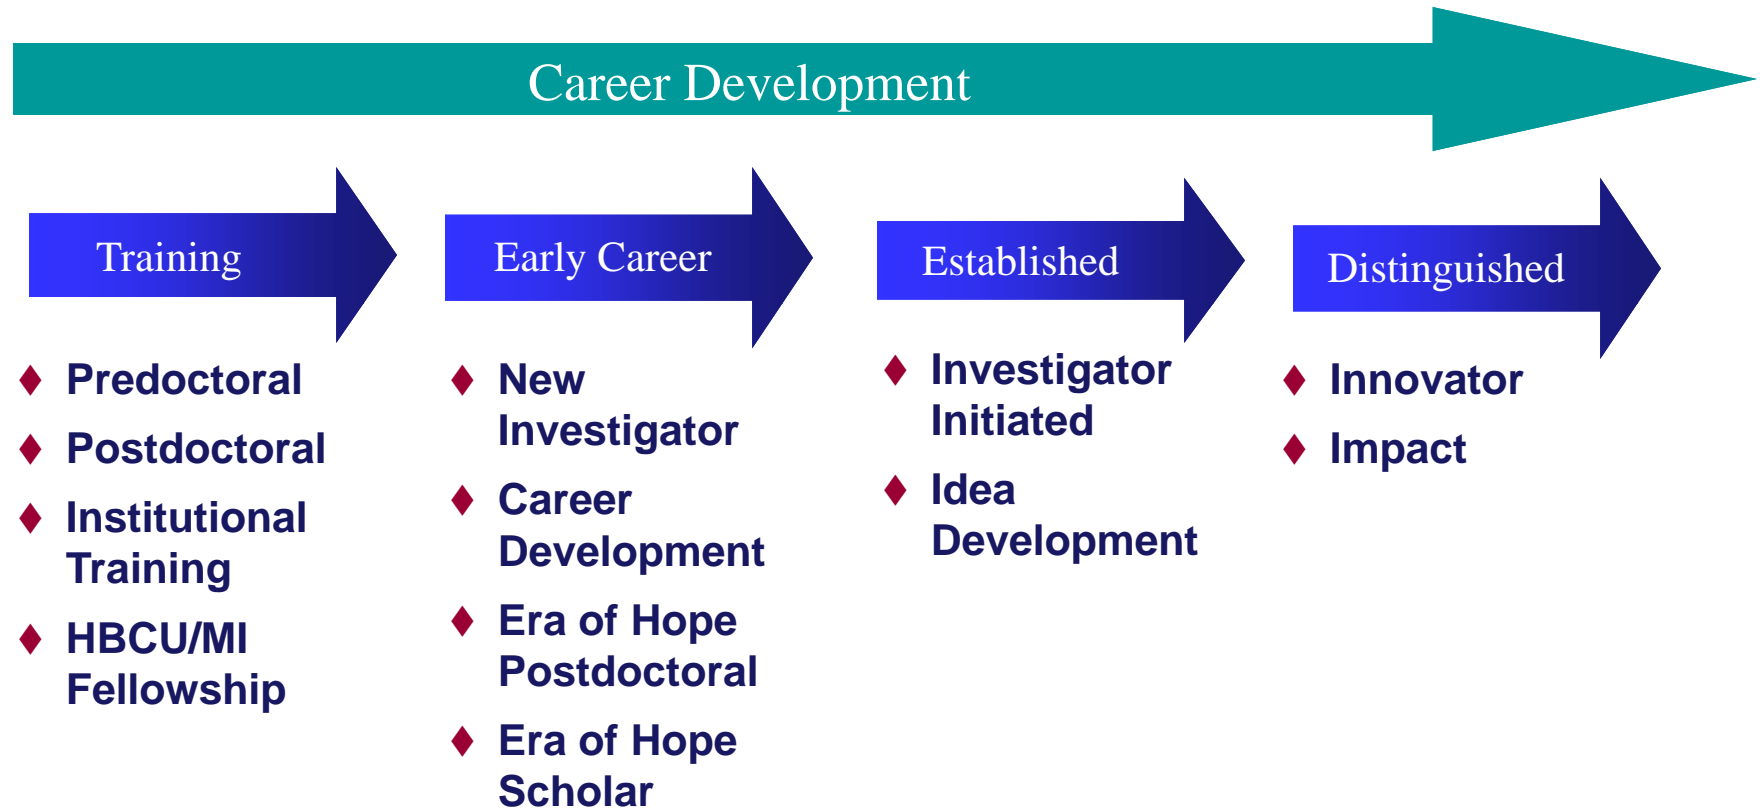 Career Development
Training
Early Career
Established
Distinguished
♦ Predoctoral
♦ Postdoctoral
♦ Institutional
Training
♦ HBCU/MI
Fellowship
♦ New
Investigator
♦ Career
Development
♦ Era of Hope
Postdoctoral
♦ Era of Hope
Scholar
♦ Investigator
Initiated
♦ Idea
Development
♦ Innovator
♦ Impact